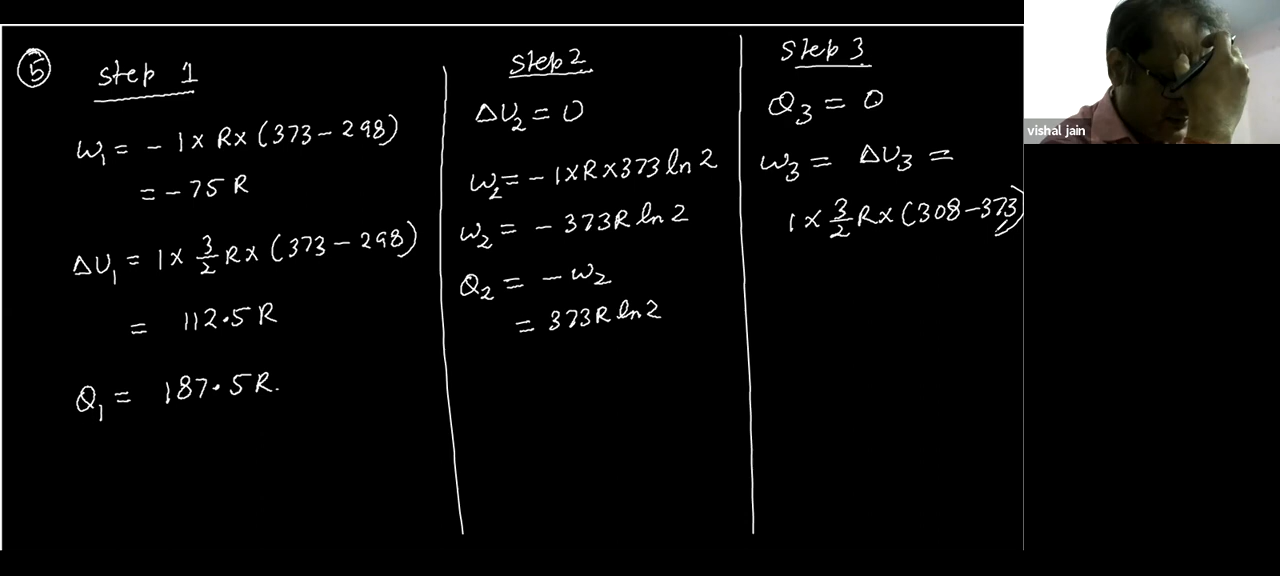 5
Step 1
W₁ = - 1 × R × (373 - 298)
= - 75 R
ΔU₁ = 1 × 3/2 R × (373 - 298)
= 112.5 R
Q₁ = 187.5 R.
Step 2
ΔU₂ = 0
W₂ = - 1 × R × 373 ln 2
W₂ = - 373 R ln 2
Q₂ = - W₂
= 373 R ln 2
Step 3
Q₃ = 0
W₃ = ΔU₃ =
1 × 3/2 R × (308 - 373)
vishal jain